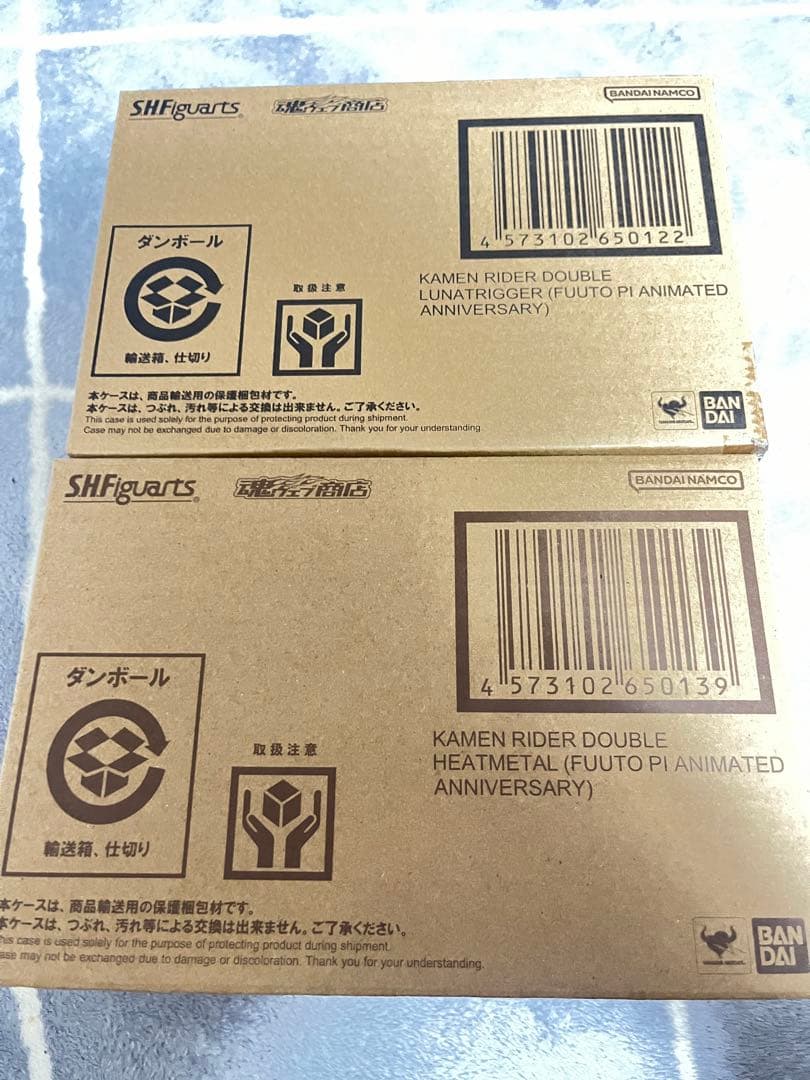 S.H.Figuarts
魂ウェブ商店
BANDAI NAMCO
4 573102 650122
ダンボール
輸送箱、仕切り
取扱注意
KAMEN RIDER DOUBLE
LUNATRIGGER (FUUTO PI ANIMATED
ANNIVERSARY)
本ケースは、商品輸送用の保護梱包材です。
本ケースは、つぶれ、汚れ等による交換は出来ません。ご了承ください。
This case is used solely for the purpose of protecting product during shipment.
Case may not be exchanged due to damage or discoloration. Thank you for your understanding.
BAN
DAI
S.H.Figuarts
魂ウェブ商店
BANDAI NAMCO
4 573102 650139
ダンボール
輸送箱、仕切り
取扱注意
KAMEN RIDER DOUBLE
HEATMETAL (FUUTO PI ANIMATED
ANNIVERSARY)
本ケースは、商品輸送用の保護梱包材です。
本ケースは、つぶれ、汚れ等による交換は出来ません。ご了承ください。
This case is used solely for the purpose of protecting product during shipment.
ase may not be exchanged due to damage or discoloration. Thank you for your understanding.
BAN
DAI